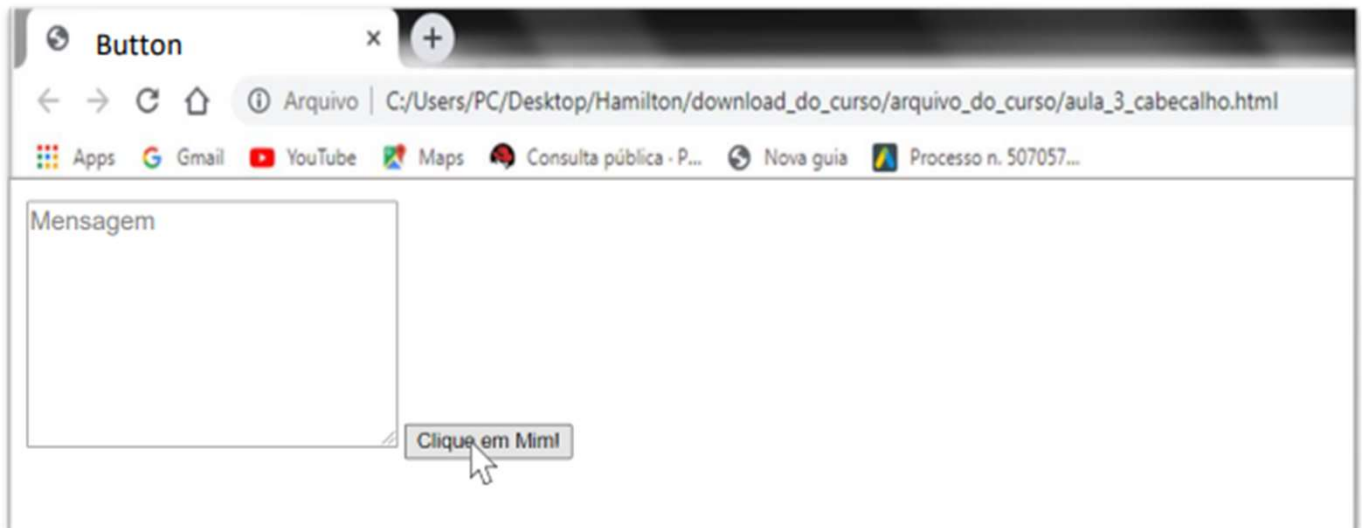 Button
Arquivo C:/Users/PC/Desktop/Hamilton/download_do_curso/arquivo_do_curso/aula_3_cabecalho.html
Apps Gmail YouTube Maps Consulta pública - P... Nova guia Processo n. 507057...
Mensagem
Clique em Mim!